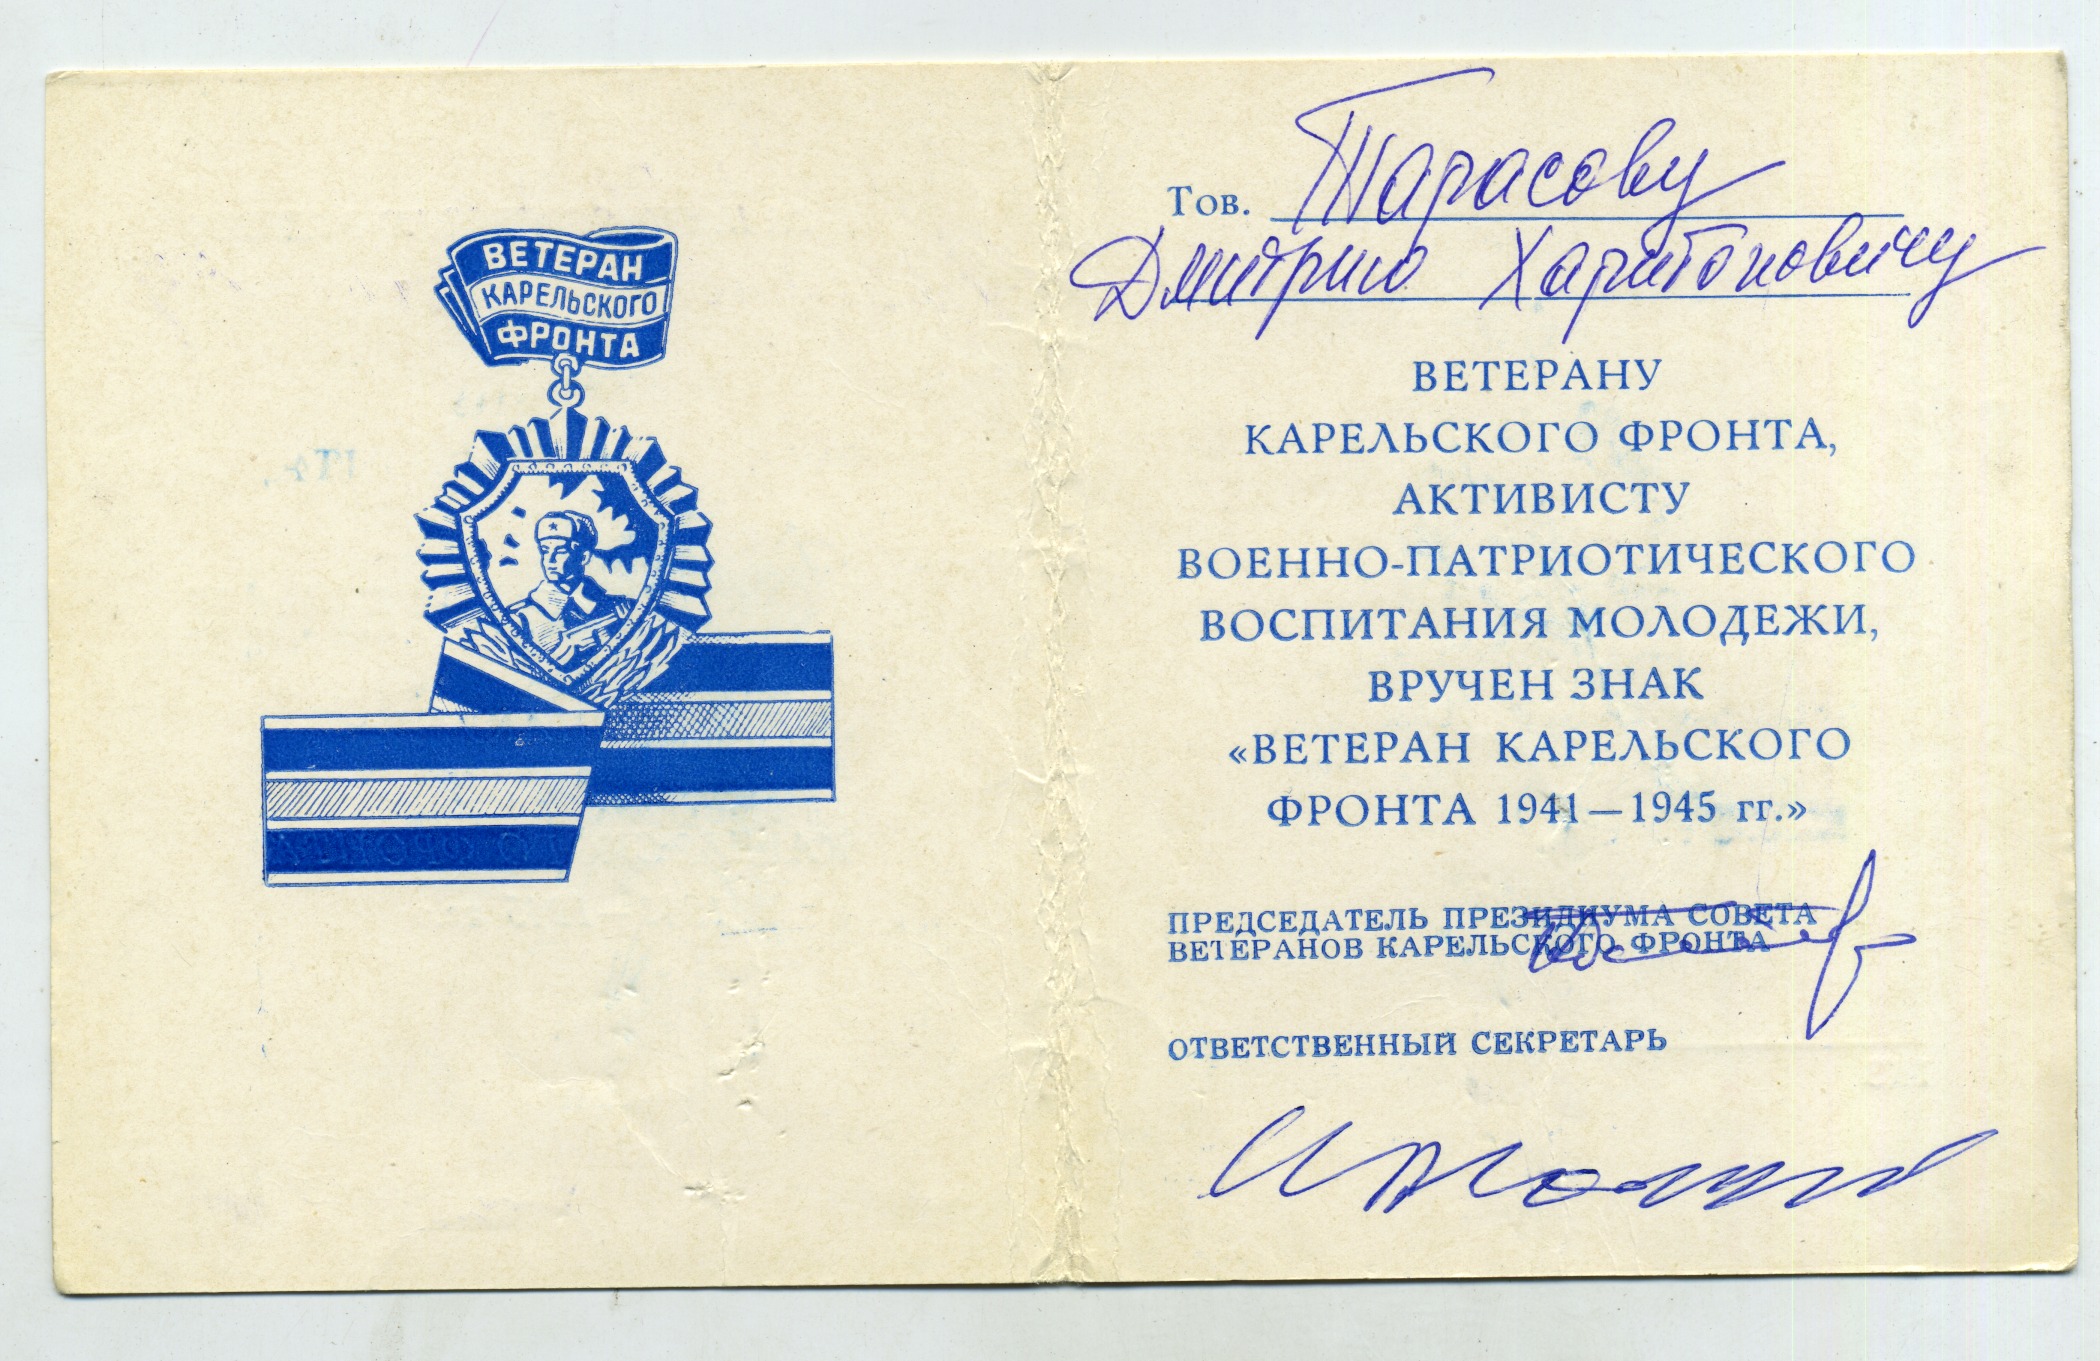 ВЕТЕРАН
КАРЕЛЬСКОГО
ФРОНТА
Тов. Тарасову
Дмитрию Харитоновичу
ВЕТЕРАНУ
КАРЕЛЬСКОГО ФРОНТА,
АКТИВИСТУ
ВОЕННО-ПАТРИОТИЧЕСКОГО
ВОСПИТАНИЯ МОЛОДЕЖИ,
ВРУЧЕН ЗНАК
«ВЕТЕРАН КАРЕЛЬСКОГО
ФРОНТА 1941—1945 гг.»
ПРЕДСЕДАТЕЛЬ ПРЕЗИДИУМА СОВЕТА
ВЕТЕРАНОВ КАРЕЛЬСКОГО ФРОНТА
ОТВЕТСТВЕННЫЙ СЕКРЕТАРЬ